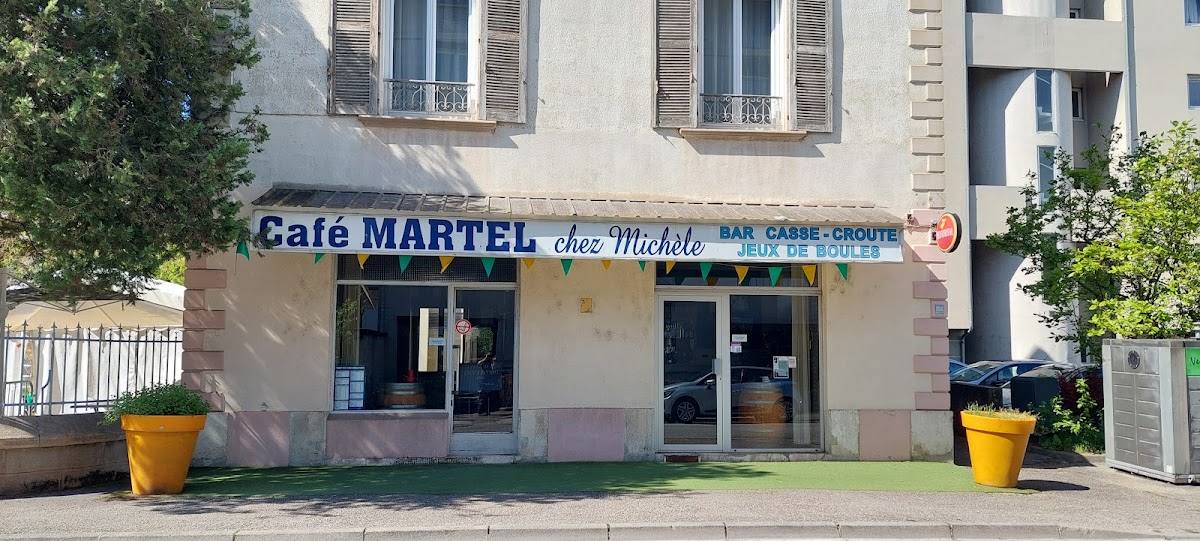 Café MARTEL chez Michèle
BAR CASSE-CROUTE
JEUX DE BOULES